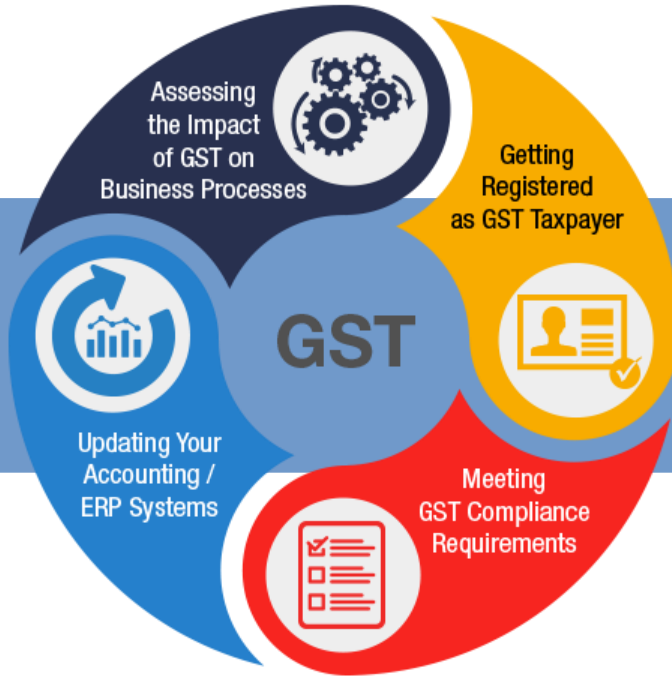 Assessing
the Impact
of GST on
Business Processes
Getting
Registered
as GST Taxpayer
GST
Updating Your
Accounting /
ERP Systems
Meeting
GST Compliance
Requirements